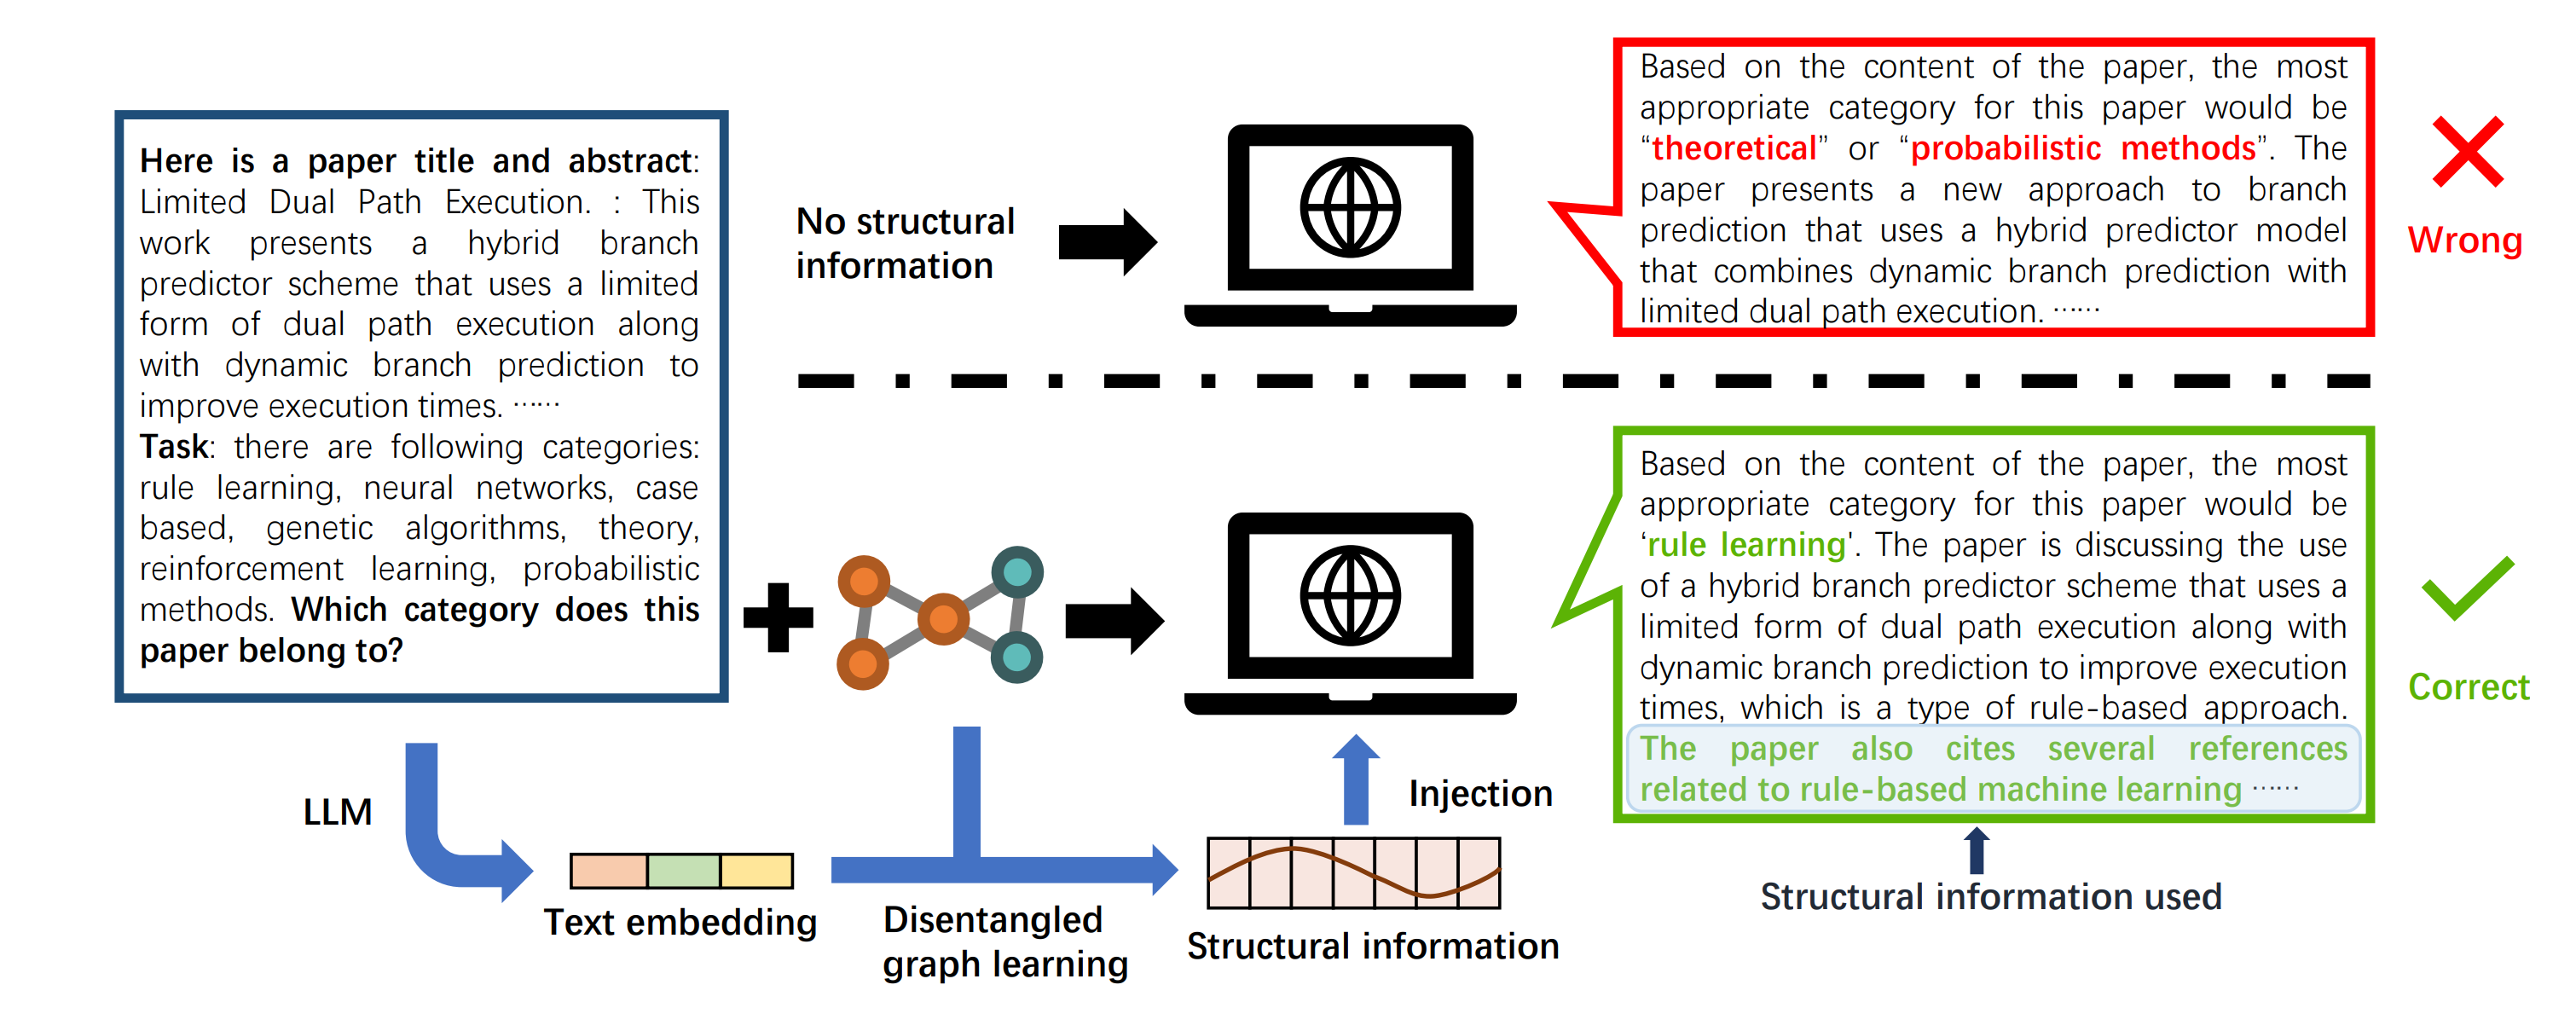 Here is a paper title and abstract:
Limited Dual Path Execution. : This
work presents a hybrid branch
predictor scheme that uses a limited
form of dual path execution along
with dynamic branch prediction to
improve execution times. ······
Task: there are following categories:
rule learning, neural networks, case
based, genetic algorithms, theory,
reinforcement learning, probabilistic
methods. Which category does this
paper belong to?
No structural
information
Based on the content of the paper, the most
appropriate category for this paper would be
“theoretical” or “probabilistic methods”. The
paper presents a new approach to branch
prediction that uses a hybrid predictor model
that combines dynamic branch prediction with
limited dual path execution. ······
Wrong
Based on the content of the paper, the most
appropriate category for this paper would be
‘rule learning'. The paper is discussing the use
of a hybrid branch predictor scheme that uses a
limited form of dual path execution along with
dynamic branch prediction to improve execution
times, which is a type of rule-based approach.
The paper also cites several references
related to rule-based machine learning ······
Correct
LLM
Text embedding
Disentangled
graph learning
Injection
Structural information
Structural information used